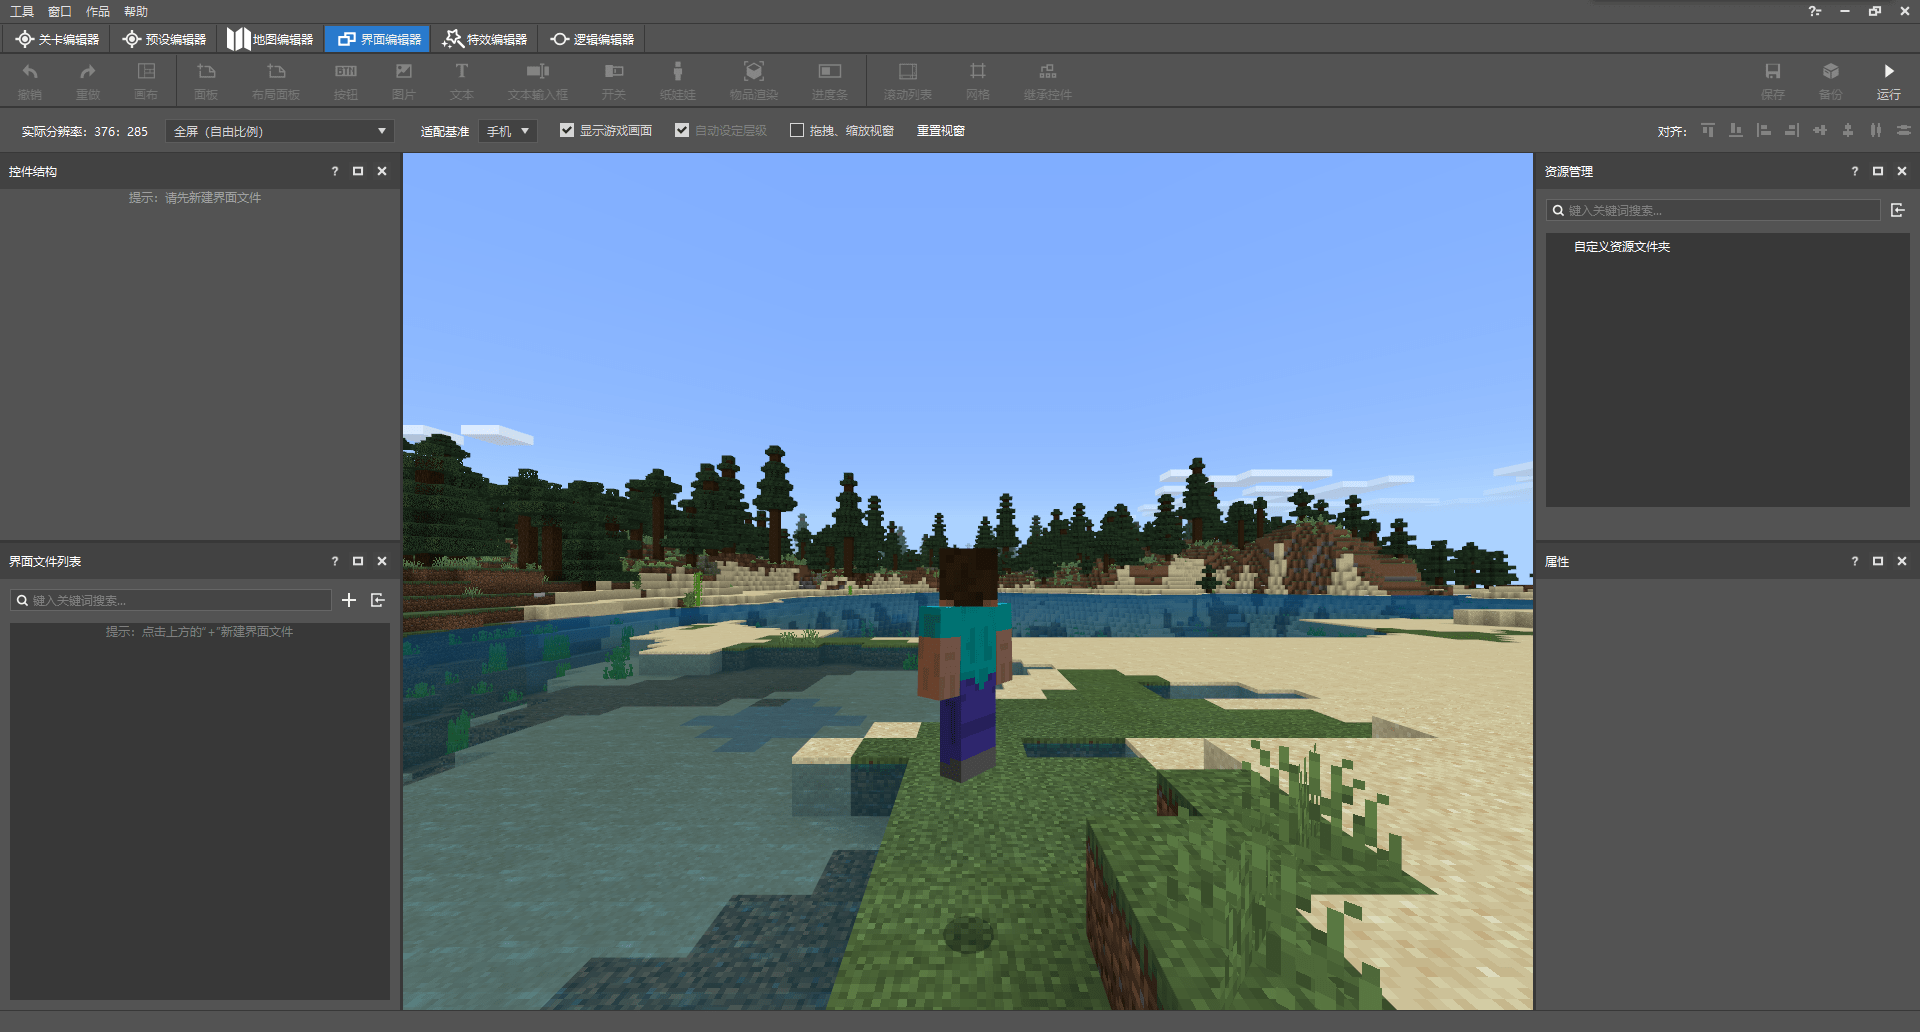 工具 窗口 作品 帮助
关卡编辑器 预设编辑器 地图编辑器 界面编辑器 特效编辑器 逻辑编辑器
撤销 重做 画布 面板 布局面板 按钮 图片 文本 文本输入框 开关 纸娃娃 物品渲染 进度条 滚动列表 网格 继承控件 保存 备份 运行
实际分辨率: 376: 285 全屏（自由比例） 适配基准 手机 显示游戏画面 自动设定层级 拖拽、缩放视窗 重置视窗 对齐:
控件结构
提示: 请先新建界面文件
界面文件列表
键入关键词搜索...
提示: 点击上方的"+"新建界面文件
资源管理
键入关键词搜索...
自定义资源文件夹
属性